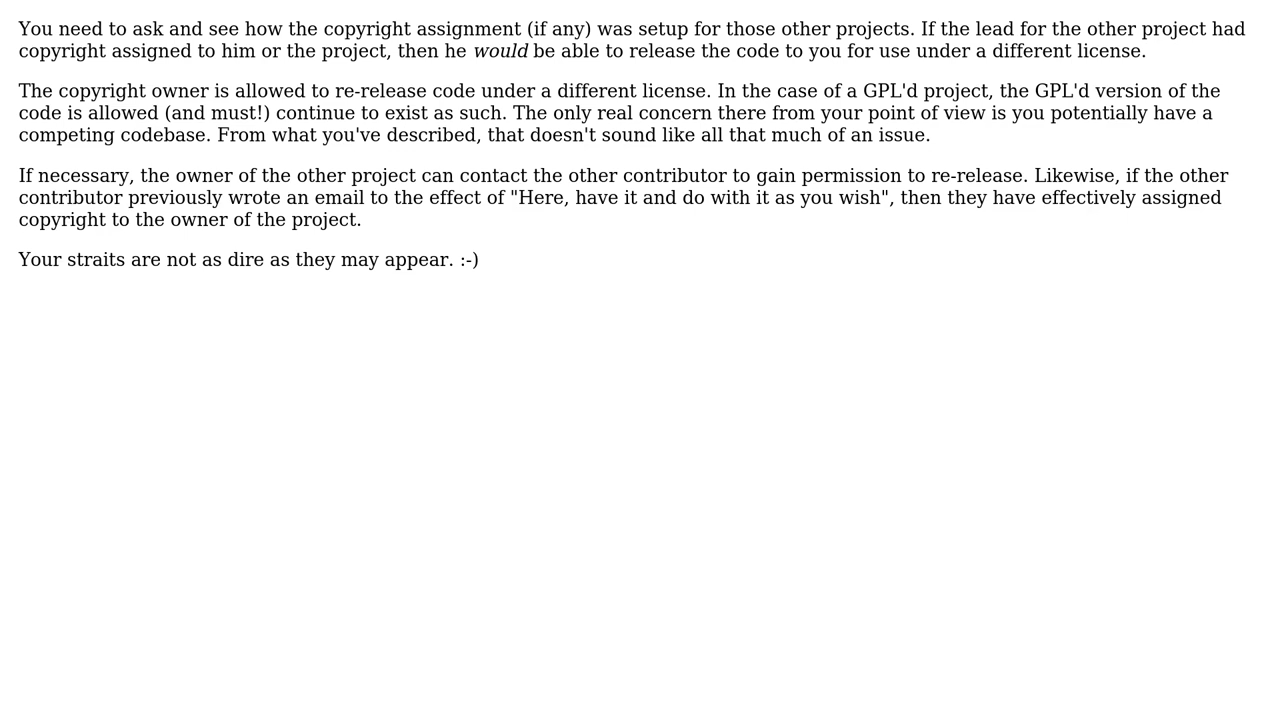 You need to ask and see how the copyright assignment (if any) was setup for those other projects. If the lead for the other project had
copyright assigned to him or the project, then he would be able to release the code to you for use under a different license.
The copyright owner is allowed to re-release code under a different license. In the case of a GPL'd project, the GPL'd version of the
code is allowed (and must!) continue to exist as such. The only real concern there from your point of view is you potentially have a
competing codebase. From what you've described, that doesn't sound like all that much of an issue.
If necessary, the owner of the other project can contact the other contributor to gain permission to re-release. Likewise, if the other
contributor previously wrote an email to the effect of "Here, have it and do with it as you wish", then they have effectively assigned
copyright to the owner of the project.
Your straits are not as dire as they may appear. :-)